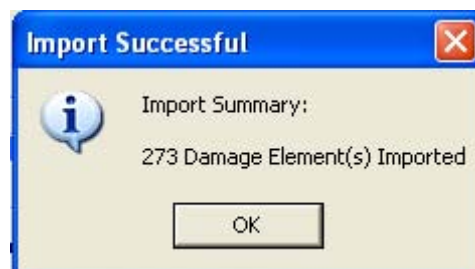 Import Successful
Import Summary:
273 Damage Element(s) Imported
OK